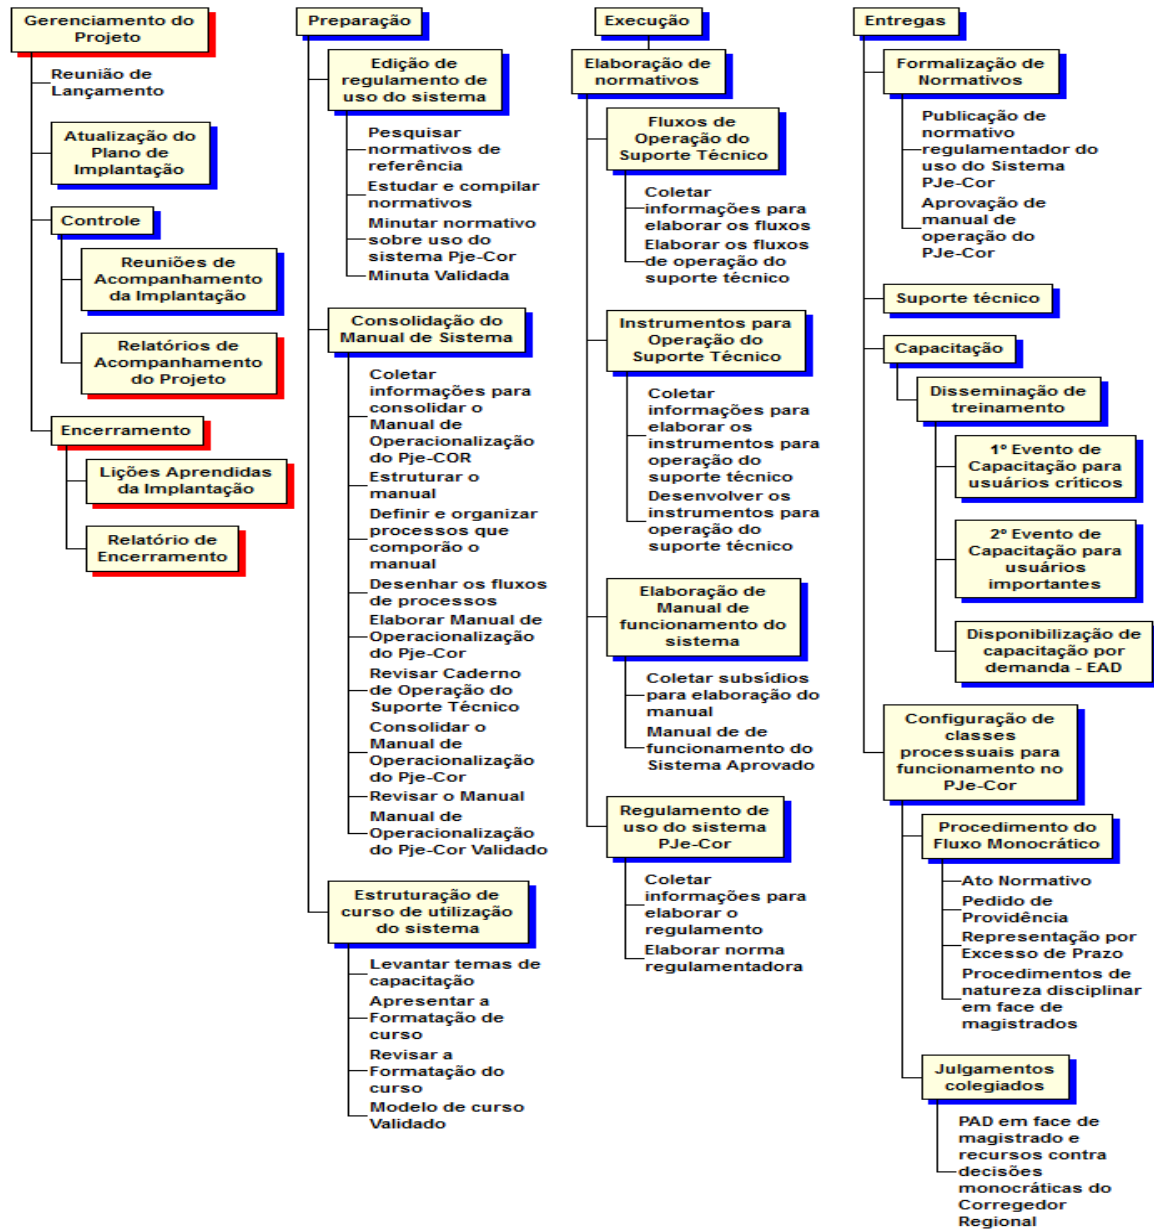 Gerenciamento do
Projeto
Reunião de
Lançamento
Atualização do
Plano de
Implantação
Controle
Reuniões de
Acompanhamento
da Implantação
Relatórios de
Acompanhamento
do Projeto
Encerramento
Lições Aprendidas
da Implantação
Relatório de
Encerramento
Preparação
Edição de
regulamento de
uso do sistema
Pesquisar
normativos de
referência
Estudar e compilar
normativos
Minutar normativo
sobre uso do
sistema Pje-Cor
Minuta Validada
Consolidação do
Manual de Sistema
Coletar
informações para
consolidar o
Manual de
Operacionalização
do Pje-COR
Estruturar o
manual
Definir e organizar
processos que
comporão o
manual
Desenhar os fluxos
de processos
Elaborar Manual de
Operacionalização
do Pje-Cor
Revisar Caderno
de Operação do
Suporte Técnico
Consolidar o
Manual de
Operacionalização
do Pje-Cor
Revisar o Manual
Manual de
Operacionalização
do Pje-Cor Validado
Estruturação de
curso de utilização
do sistema
Levantar temas de
capacitação
Apresentar a
Formatação de
curso
Revisar a
Formatação do
curso
Modelo de curso
Validado
Execução
Elaboração de
normativos
Fluxos de
Operação do
Suporte Técnico
Coletar
informações para
elaborar os fluxos
Elaborar os fluxos
de operação do
suporte técnico
Instrumentos para
Operação do
Suporte Técnico
Coletar
informações para
elaborar os
instrumentos para
operação do
suporte técnico
Desenvolver os
instrumentos para
operação do
suporte técnico
Elaboração de
Manual de
funcionamento do
sistema
Coletar subsídios
para elaboração do
manual
Manual de de
funcionamento do
Sistema Aprovado
Regulamento de
uso do sistema
PJe-Cor
Coletar
informações para
elaborar o
regulamento
Elaborar norma
regulamentadora
Entregas
Formalização de
Normativos
Publicação de
normativo
regulamentador do
uso do Sistema
PJe-Cor
Aprovação de
manual de
operação do
PJe-Cor
Suporte técnico
Capacitação
Disseminação de
treinamento
1º Evento de
Capacitação para
usuários críticos
2º Evento de
Capacitação para
usuários
importantes
Disponibilização de
capacitação por
demanda - EAD
Configuração de
classes
processuais para
funcionamento no
PJe-Cor
Procedimento do
Fluxo Monocrático
Ato Normativo
Pedido de
Providência
Representação por
Excesso de Prazo
Procedimentos de
natureza disciplinar
em face de
magistrados
Julgamentos
colegiados
PAD em face de
magistrado e
recursos contra
decisões
monocráticas do
Corregedor
Regional